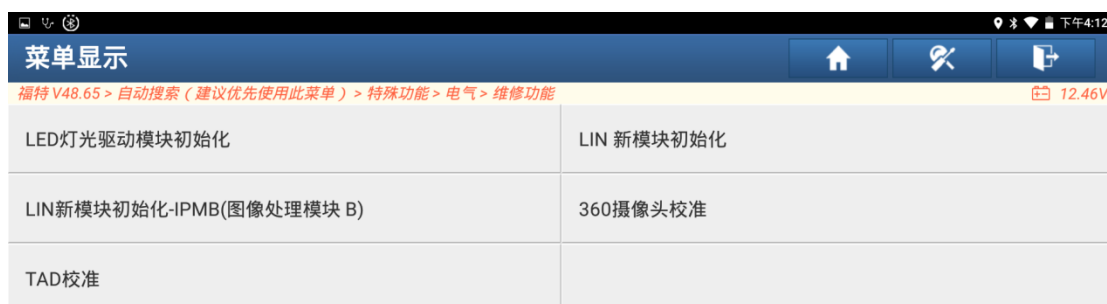 下午4:12
菜单显示
福特 V48.65 > 自动搜索（建议优先使用此菜单）> 特殊功能 > 电气 > 维修功能
12.46V
LED灯光驱动模块初始化
LIN 新模块初始化
LIN新模块初始化-IPMB(图像处理模块 B)
360摄像头校准
TAD校准